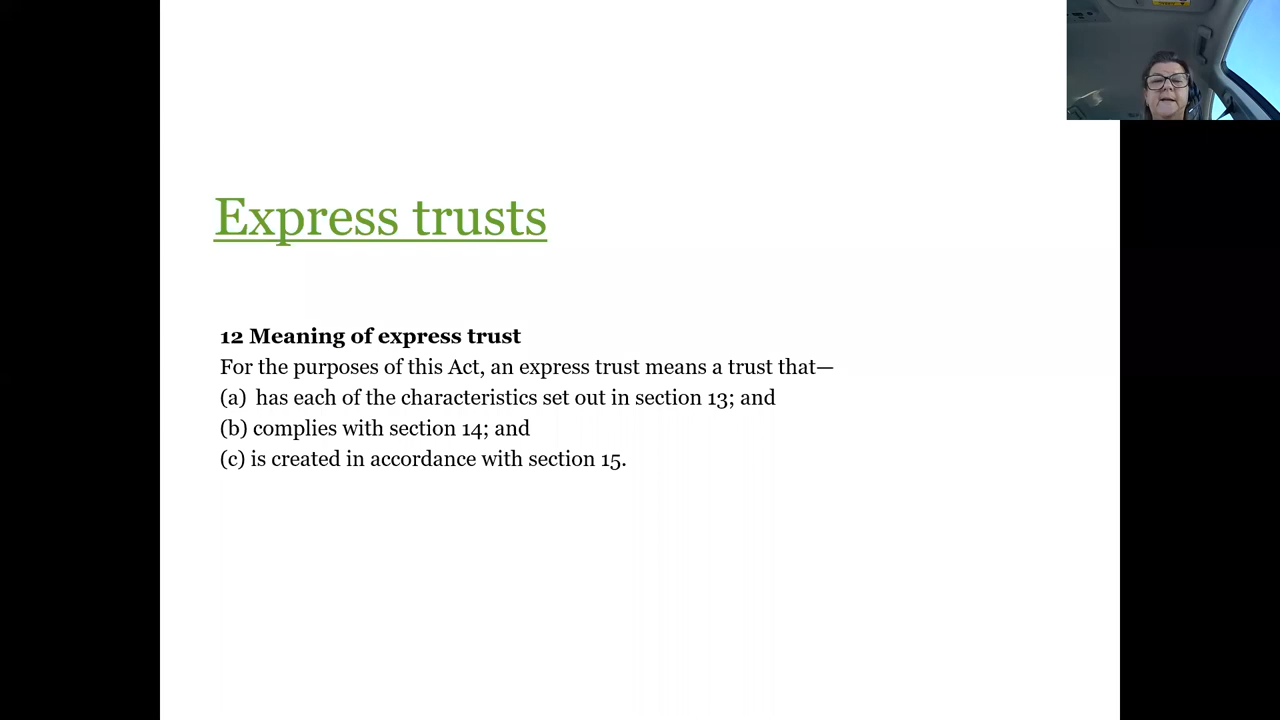 Express trusts
12 Meaning of express trust
For the purposes of this Act, an express trust means a trust that—
(a) has each of the characteristics set out in section 13; and
(b) complies with section 14; and
(c) is created in accordance with section 15.